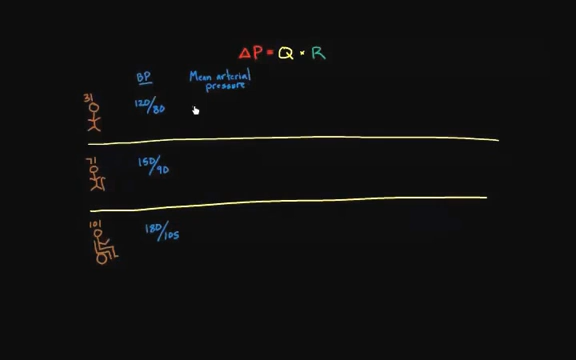 ΔP = Q × R
BP
Mean arterial
pressure
31
120/80
71
150/90
101
180/105